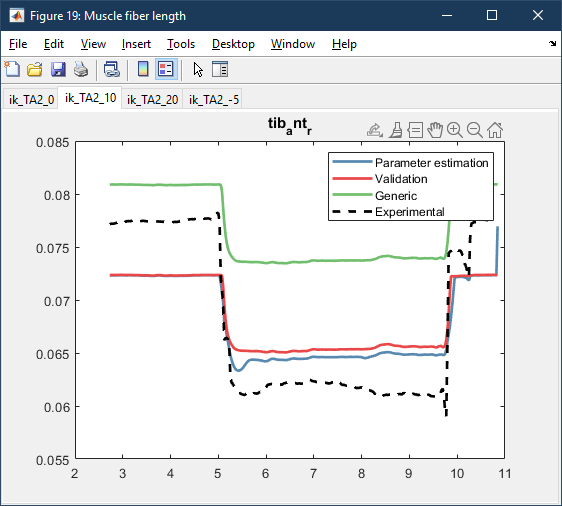 Figure 19: Muscle fiber length
File Edit View Insert Tools Desktop Window Help
ik_TA2_0 ik_TA2_10 ik_TA2_20 ik_TA2_-5
tib_ant_r
0.085
0.08
0.075
0.07
0.065
0.06
0.055
Parameter estimation
Validation
Generic
Experimental
2 3 4 5 6 7 8 9 10 11